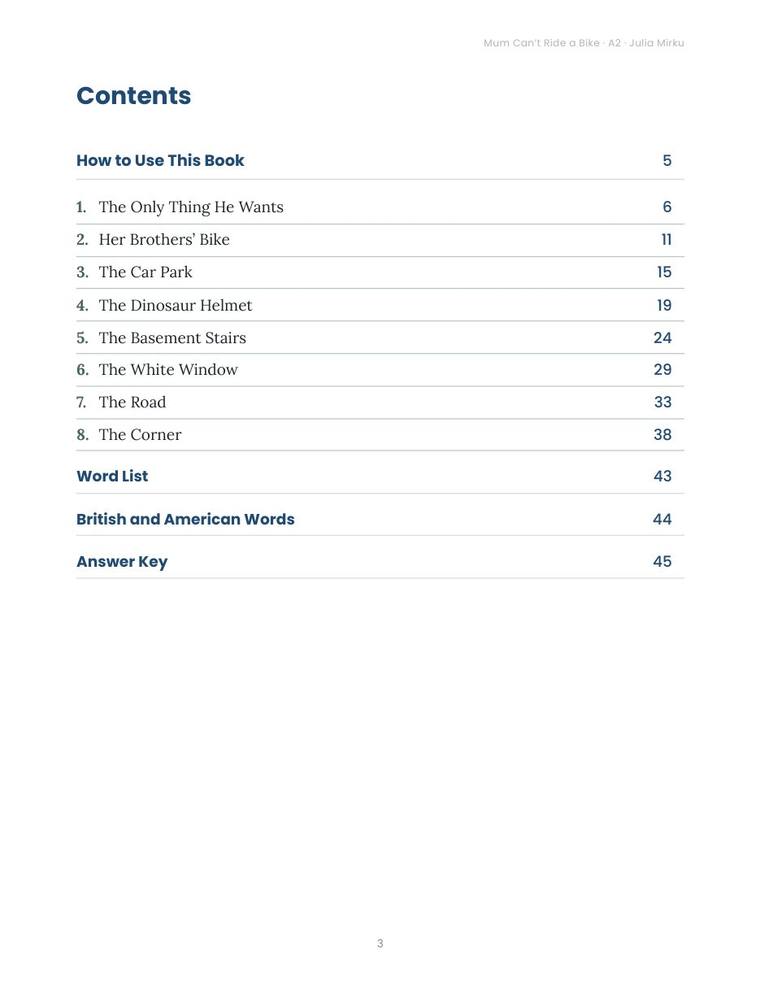 Mum Can't Ride a Bike · A2 · Julia Mirku
Contents
How to Use This Book 5
1. The Only Thing He Wants 6
2. Her Brothers’ Bike 11
3. The Car Park 15
4. The Dinosaur Helmet 19
5. The Basement Stairs 24
6. The White Window 29
7. The Road 33
8. The Corner 38
Word List 43
British and American Words 44
Answer Key 45
3